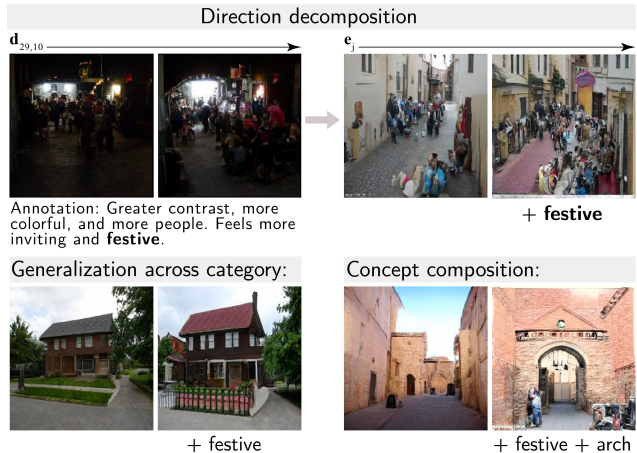 Direction decomposition
d29,10
ej
Annotation: Greater contrast, more
colorful, and more people. Feels more
inviting and festive.
+ festive
Generalization across category:
Concept composition:
+ festive
+ festive + arch